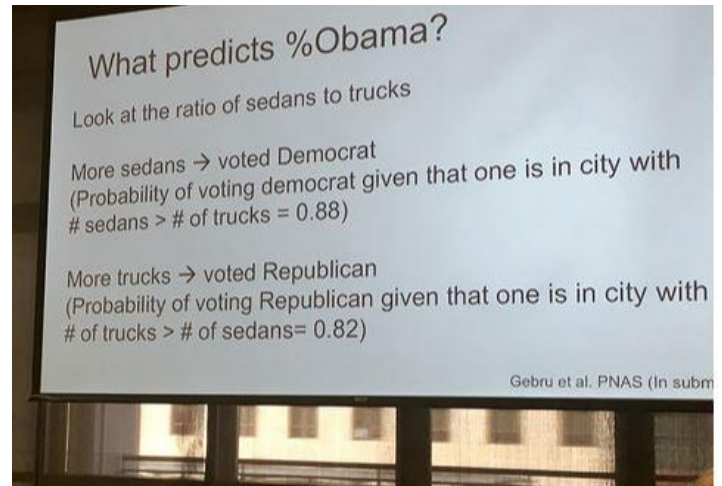 What predicts %Obama?
Look at the ratio of sedans to trucks
More sedans → voted Democrat
(Probability of voting democrat given that one is in city with
# sedans > # of trucks = 0.88)
More trucks → voted Republican
(Probability of voting Republican given that one is in city with
# of trucks > # of sedans= 0.82)
Gebru et al. PNAS (In subm